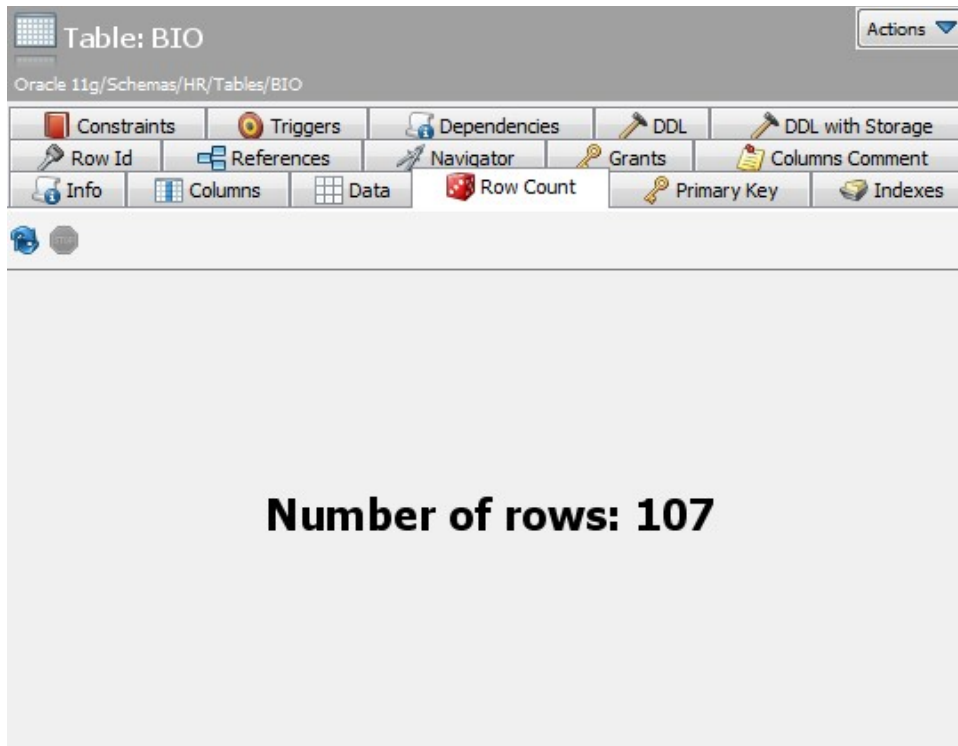 Table: BIO
Actions
Oracle 11g/Schemas/HR/Tables/BIO
Constraints Triggers Dependencies DDL DDL with Storage
Row Id References Navigator Grants Columns Comment
Info Columns Data Row Count Primary Key Indexes
STOP
Number of rows: 107